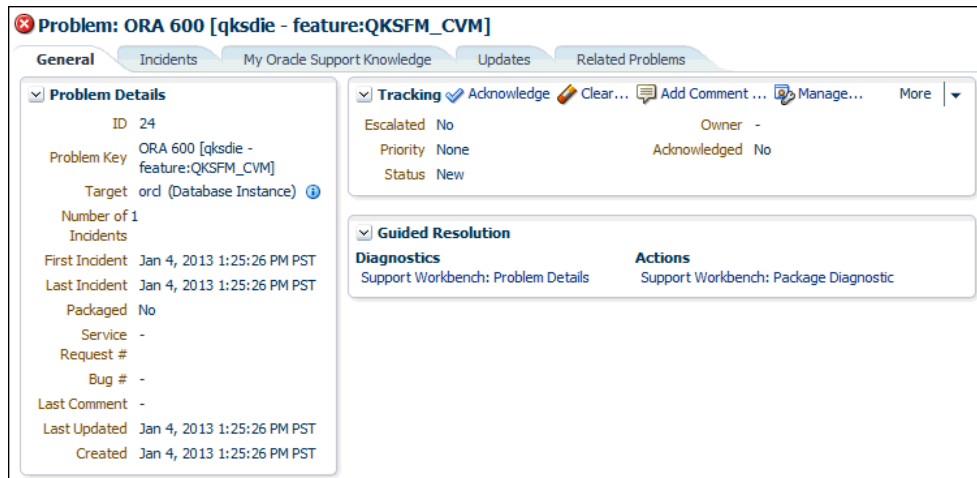 Problem: ORA 600 [qksdie - feature:QKSFM_CVM]
General Incidents My Oracle Support Knowledge Updates Related Problems
Problem Details
ID 24
Problem Key ORA 600 [qksdie -
feature:QKSFM_CVM]
Target orcl (Database Instance)
Number of 1
Incidents
First Incident Jan 4, 2013 1:25:26 PM PST
Last Incident Jan 4, 2013 1:25:26 PM PST
Packaged No
Service -
Request #
Bug # -
Last Comment -
Last Updated Jan 4, 2013 1:25:26 PM PST
Created Jan 4, 2013 1:25:26 PM PST
Tracking Acknowledge Clear... Add Comment ... Manage... More
Escalated No Owner -
Priority None Acknowledged No
Status New
Guided Resolution
Diagnostics Actions
Support Workbench: Problem Details Support Workbench: Package Diagnostic